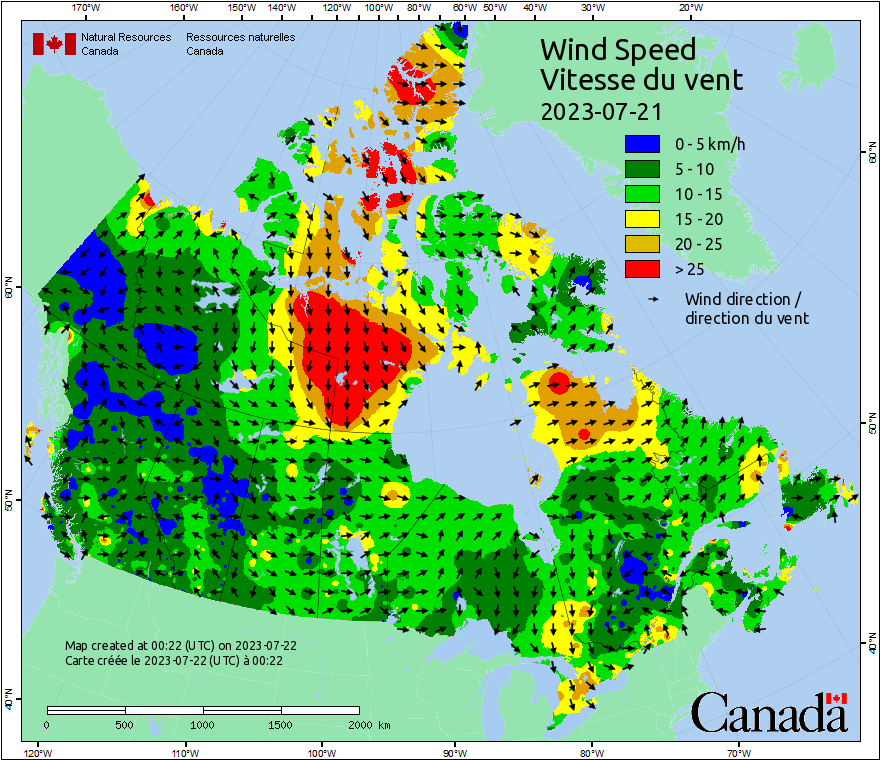 170°W 160°W 150°W 140°W 130°W 120°W 110°W 100°W 90°W 80°W 70°W 60°W 50°W 40°W 30°W 20°W
Natural Resources Ressources naturelles
Canada Canada
Wind Speed
Vitesse du vent
2023-07-21
0 - 5 km/h
5 - 10
10 - 15
15 - 20
20 - 25
> 25
Wind direction /
direction du vent
60°N
60°N
50°N
50°N
40°N
40°N
Map created at 00:22 (UTC) on 2023-07-22
Carte créée le 2023-07-22 (UTC) à 00:22
0 500 1000 1500 2000 km
Canada
120°W 110°W 100°W 90°W 80°W 70°W